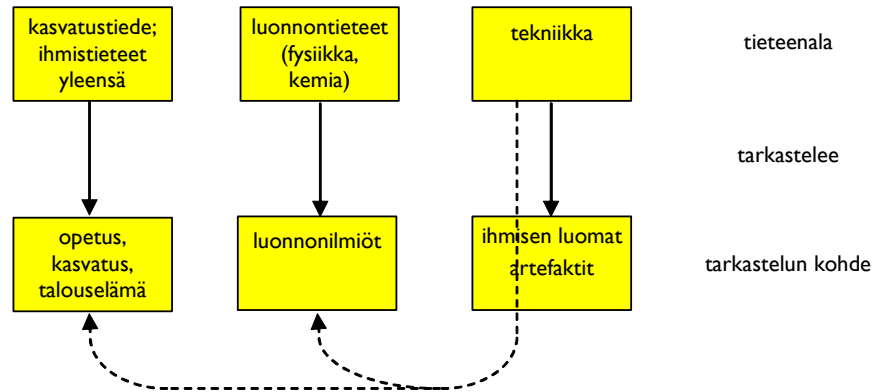 kasvatustiede;
ihmistieteet
yleensä
luonnontieteet
(fysiikka,
kemia)
tekniikka
tieteenala
tarkastelee
opetus,
kasvatus,
talouselämä
luonnonilmiöt
ihmisen luomat
artefaktit
tarkastelun kohde